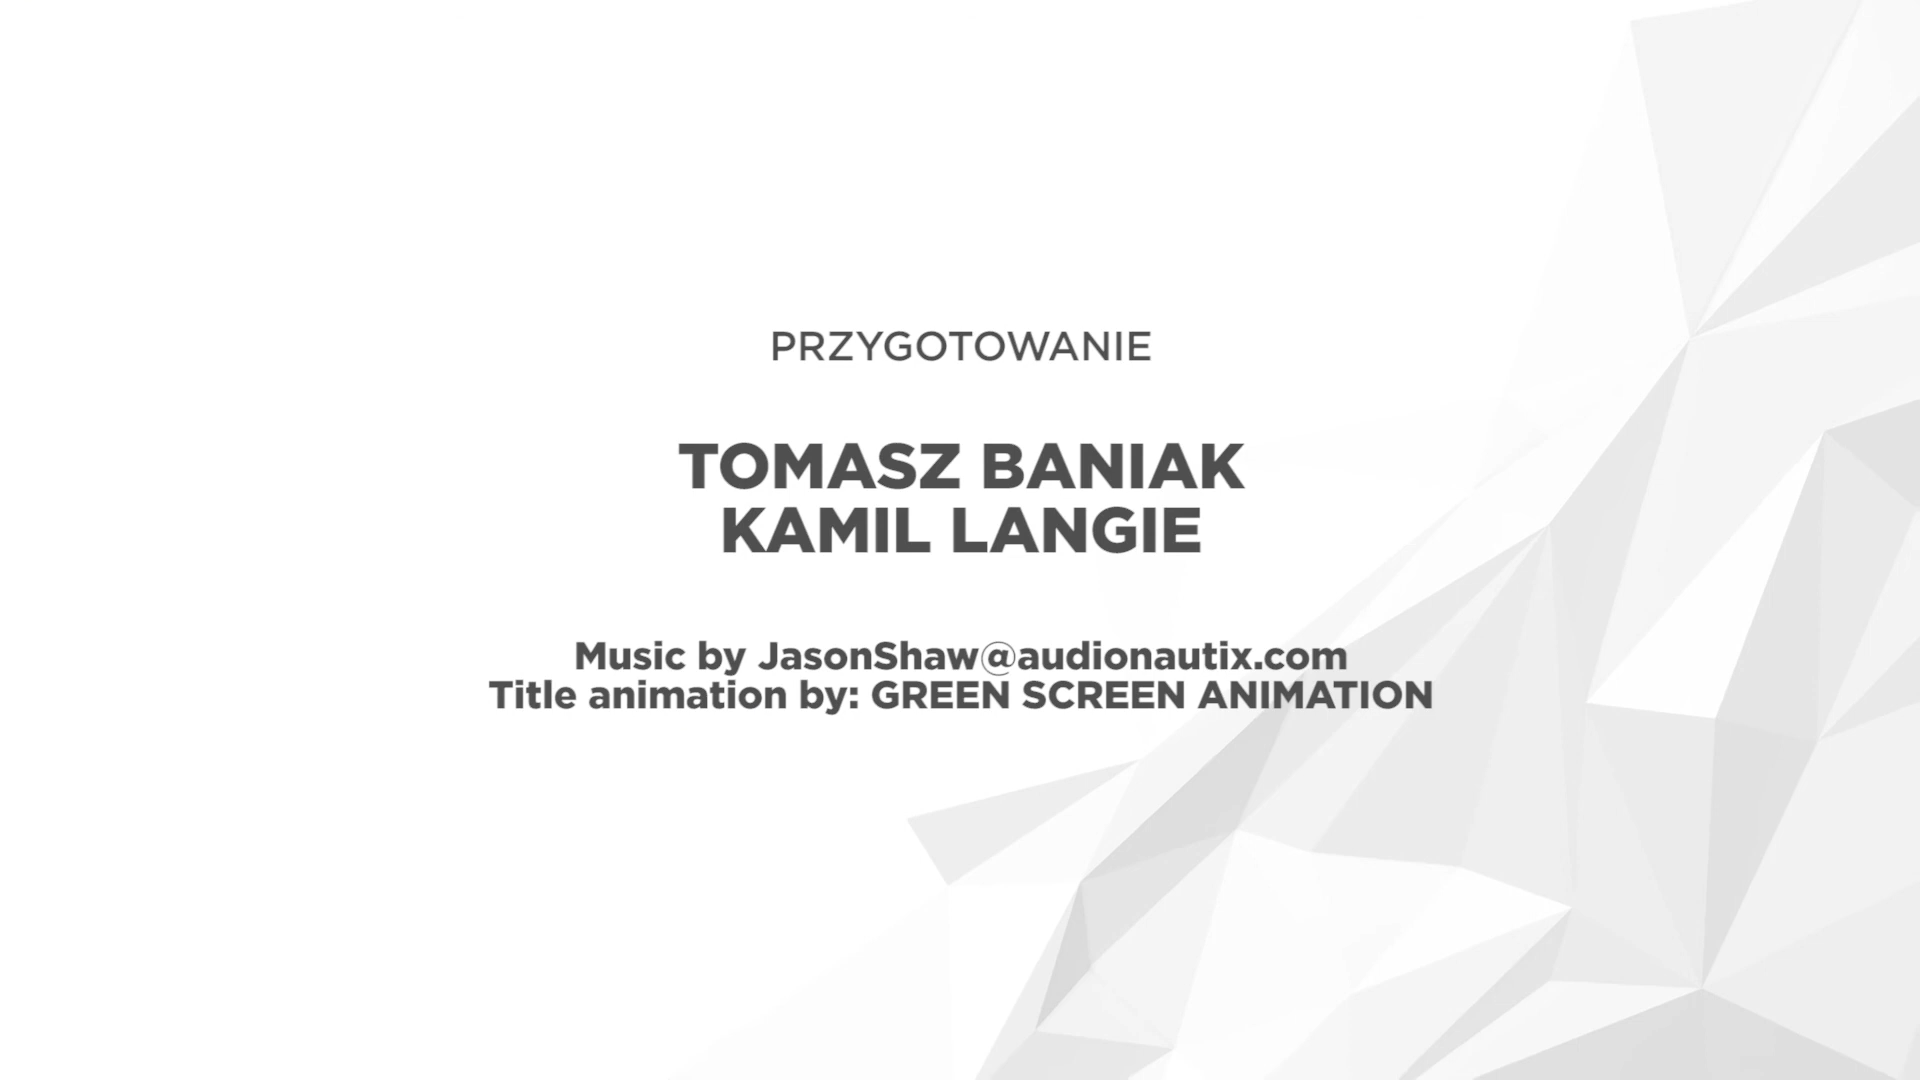 PRZYGOTOWANIE
TOMASZ BANIAK
KAMIL LANGIE
Music by JasonShaw@audionautix.com
Title animation by: GREEN SCREEN ANIMATION